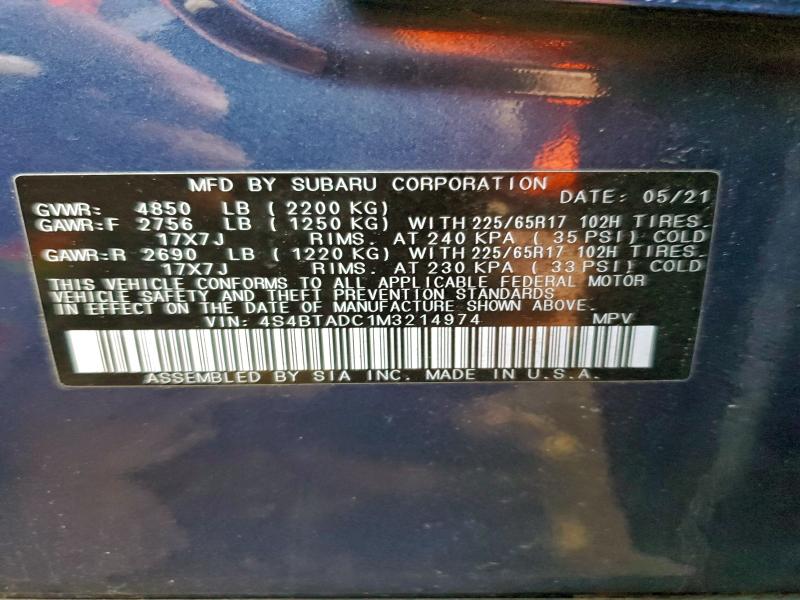 MFD BY SUBARU CORPORATION
DATE: 05/21
GVWR: 4850 LB ( 2200 KG)
GAWR:F 2756 LB ( 1250 KG) WITH 225/65R17 102H TIRES.
17X7J RIMS. AT 240 KPA ( 35 PSI) COLD
GAWR:R 2690 LB ( 1220 KG) WITH 225/65R17 102H TIRES.
17X7J RIMS. AT 230 KPA ( 33 PSI) COLD
THIS VEHICLE CONFORMS TO ALL APPLICABLE FEDERAL MOTOR
VEHICLE SAFETY AND THEFT PREVENTION STANDARDS
IN EFFECT ON THE DATE OF MANUFACTURE SHOWN ABOVE.
VIN: 4S4BTADC1M3214974 MPV
ASSEMBLED BY SIA INC. MADE IN U.S.A.